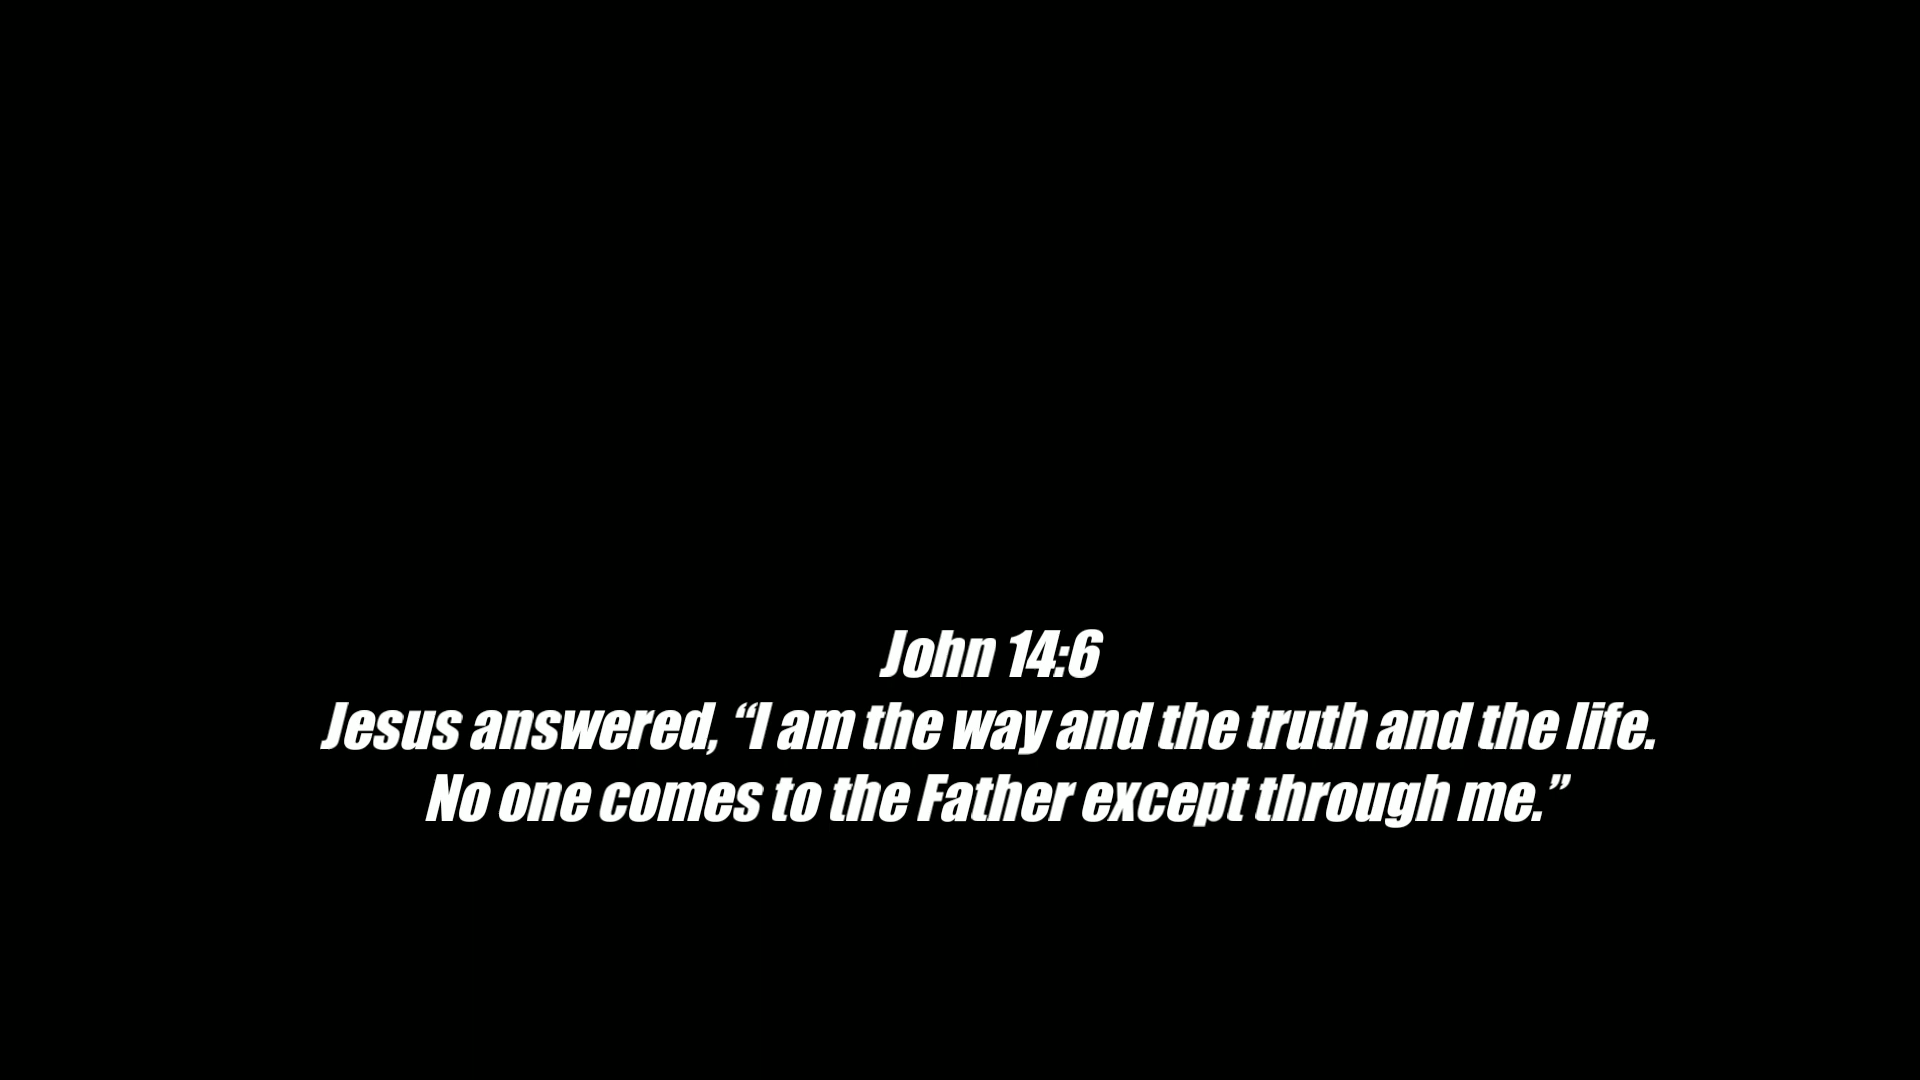 John 14:6
Jesus answered, “I am the way and the truth and the life.
No one comes to the Father except through me.”